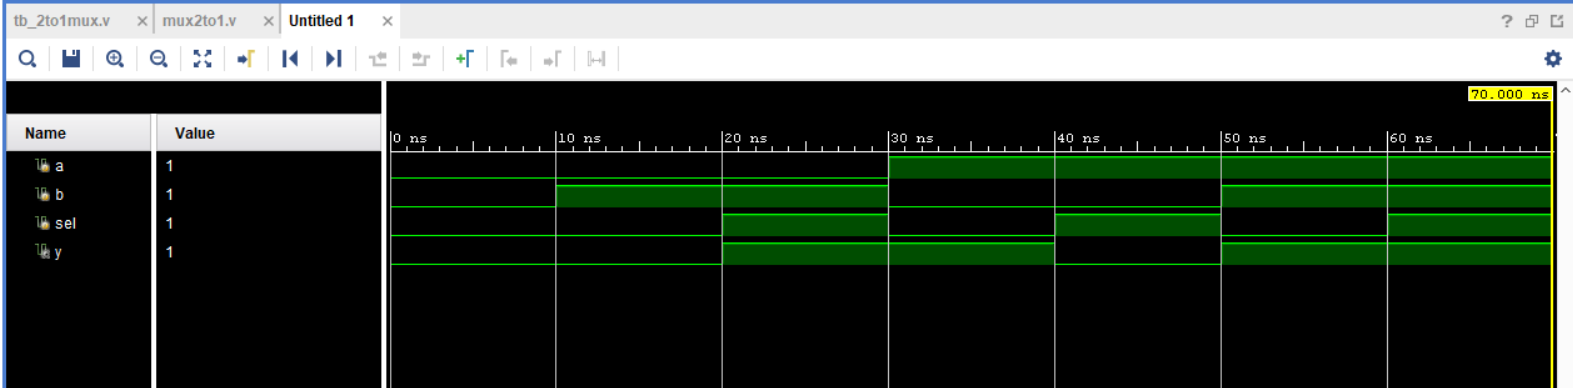 tb_2to1mux.v × mux2to1.v × Untitled 1 ×
?
70.000 ns
Name Value
0 ns 10 ns 20 ns 30 ns 40 ns 50 ns 60 ns
a 1
b 1
sel 1
y 1